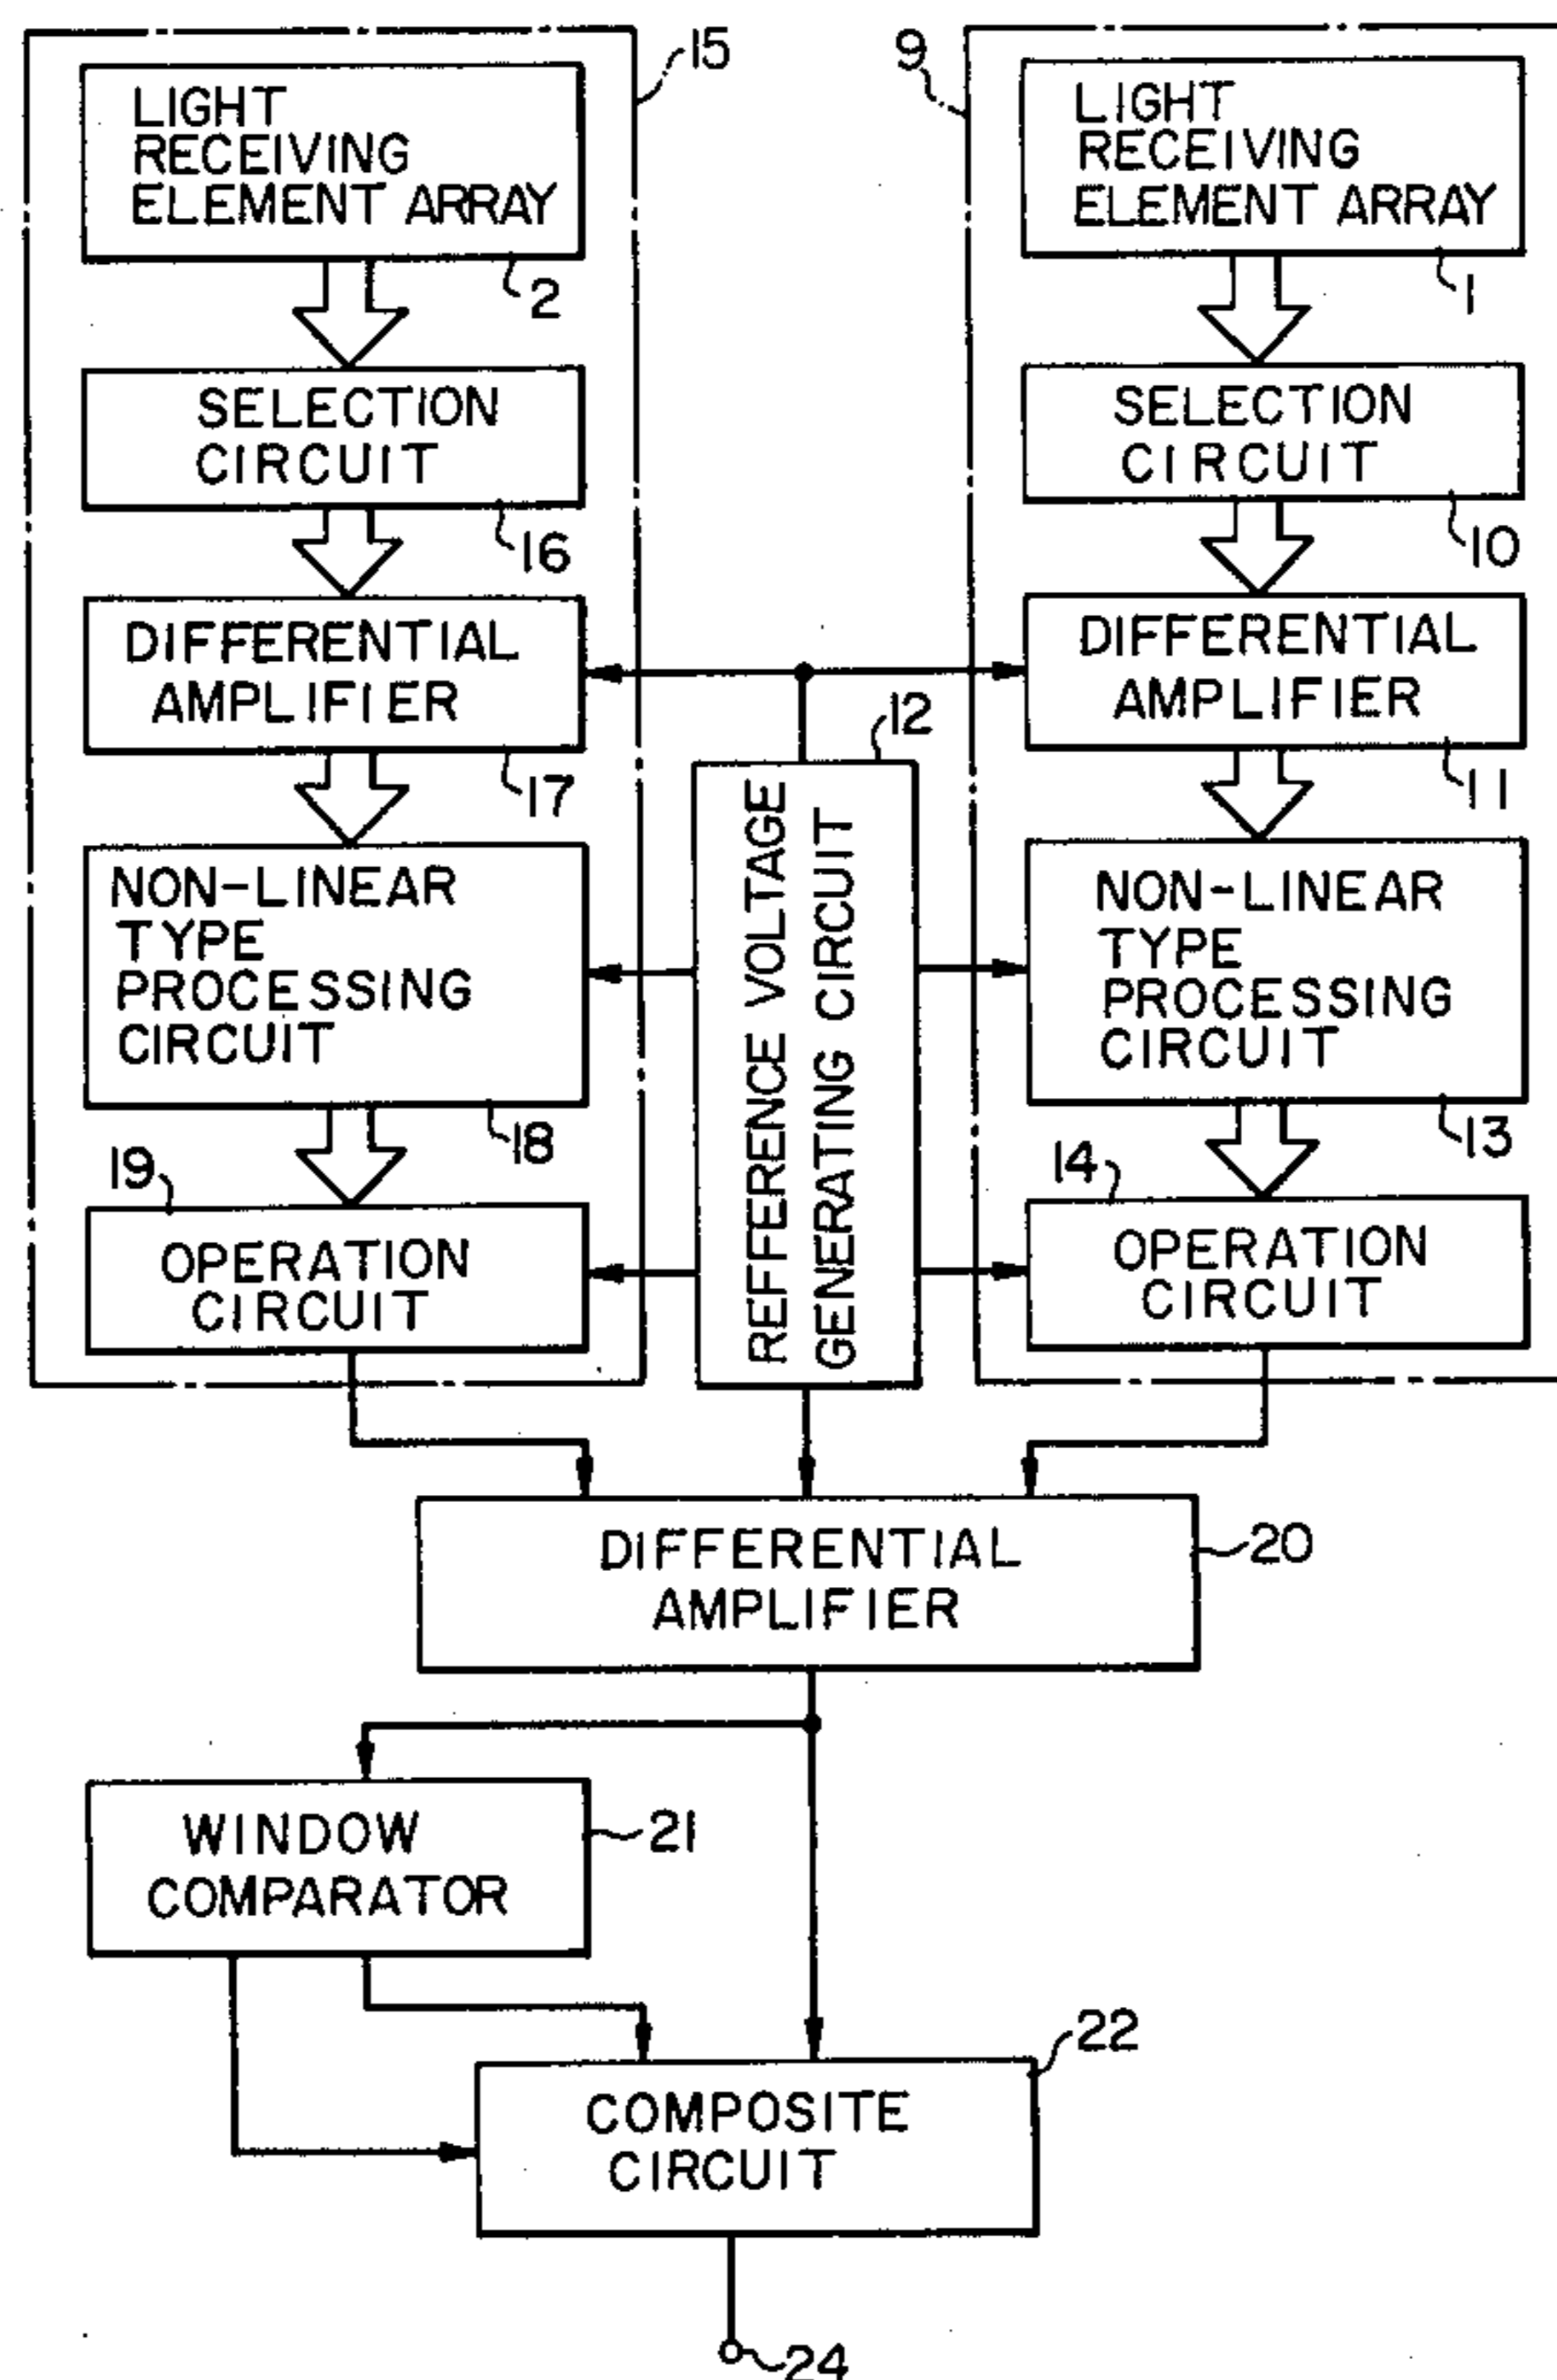 15
9
LIGHT
RECEIVING
ELEMENT ARRAY
2
LIGHT
RECEIVING
ELEMENT ARRAY
1
SELECTION
CIRCUIT
16
SELECTION
CIRCUIT
10
DIFFERENTIAL
AMPLIFIER
17
DIFFERENTIAL
AMPLIFIER
11
12
REFFERENCE VOLTAGE
GENERATING CIRCUIT
NON-LINEAR
TYPE
PROCESSING
CIRCUIT
18
NON-LINEAR
TYPE
PROCESSING
CIRCUIT
13
19
OPERATION
CIRCUIT
14
OPERATION
CIRCUIT
DIFFERENTIAL
AMPLIFIER
20
WINDOW
COMPARATOR
21
22
COMPOSITE
CIRCUIT
24